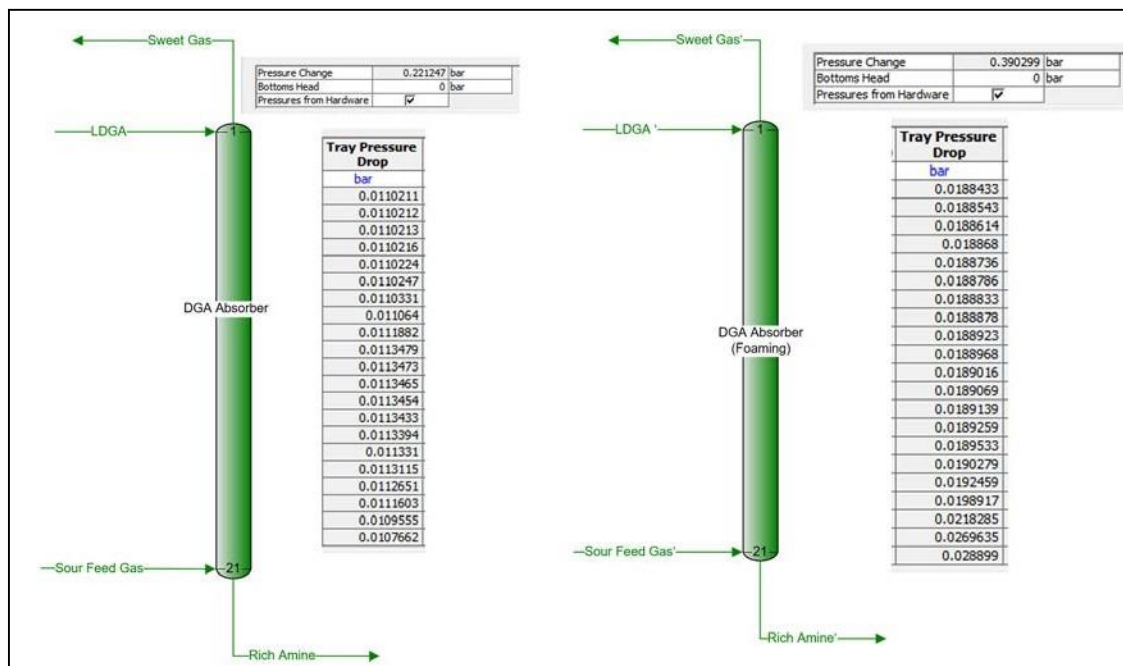 Sweet Gas
Pressure Change 0.221247 bar
Bottoms Head 0 bar
Pressures from Hardware
LDGA
1
Tray Pressure
Drop
bar
0.0110211
0.0110212
0.0110213
0.0110216
0.0110224
0.0110247
0.0110331
0.011064
0.0111882
0.0113479
0.0113473
0.0113465
0.0113454
0.0113433
0.0113394
0.011331
0.0113115
0.0112651
0.0111603
0.0109555
0.0107662
DGA Absorber
Sour Feed Gas
21
Rich Amine
Sweet Gas'
Pressure Change 0.390299 bar
Bottoms Head 0 bar
Pressures from Hardware
LDGA '
1
Tray Pressure
Drop
bar
0.0188433
0.0188543
0.0188614
0.018868
0.0188736
0.0188786
0.0188833
0.0188878
0.0188923
0.0188968
0.0189016
0.0189069
0.0189139
0.0189259
0.0189533
0.0190279
0.0192459
0.0198917
0.0218285
0.0269635
0.028899
DGA Absorber
(Foaming)
Sour Feed Gas'
21
Rich Amine'